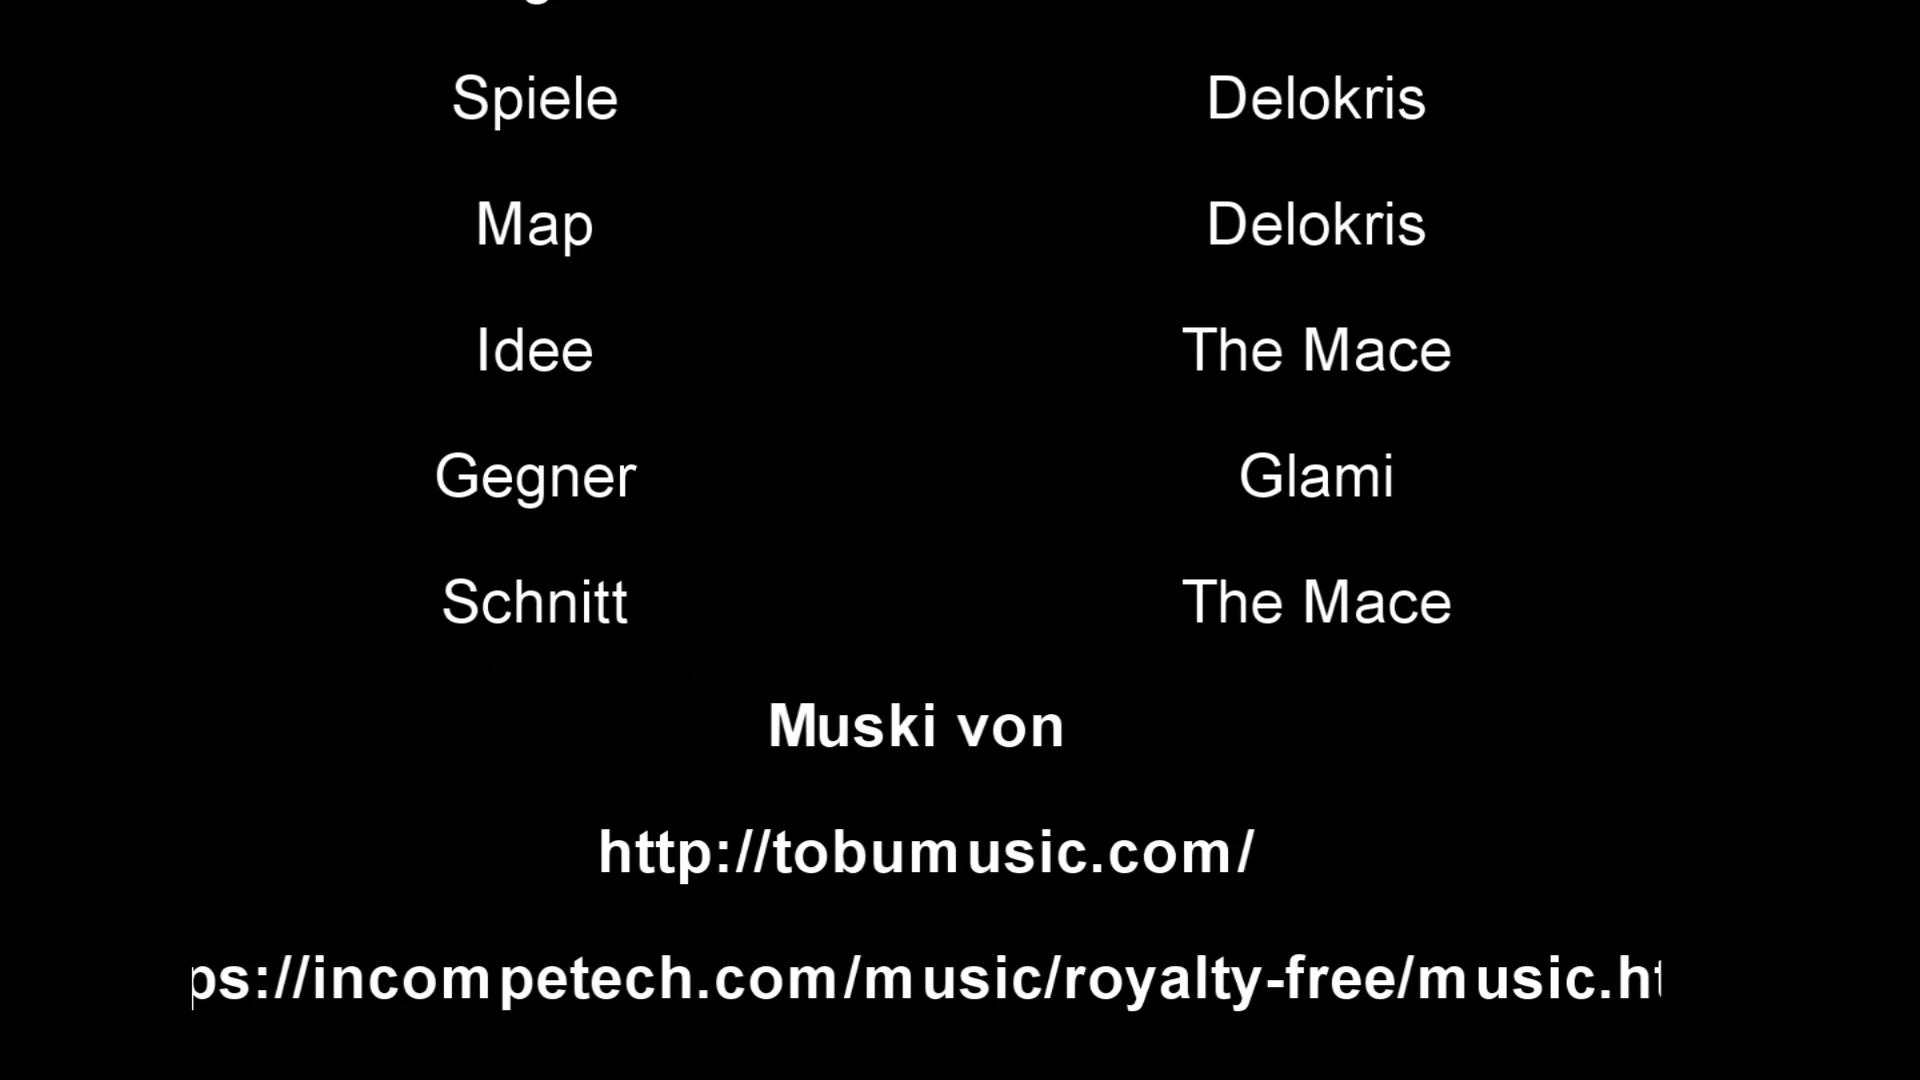 Spiele Delokris
Map Delokris
Idee The Mace
Gegner Glami
Schnitt The Mace
Muski von
http://tobumusic.com/
ps://incompetech.com/music/royalty-free/music.ht